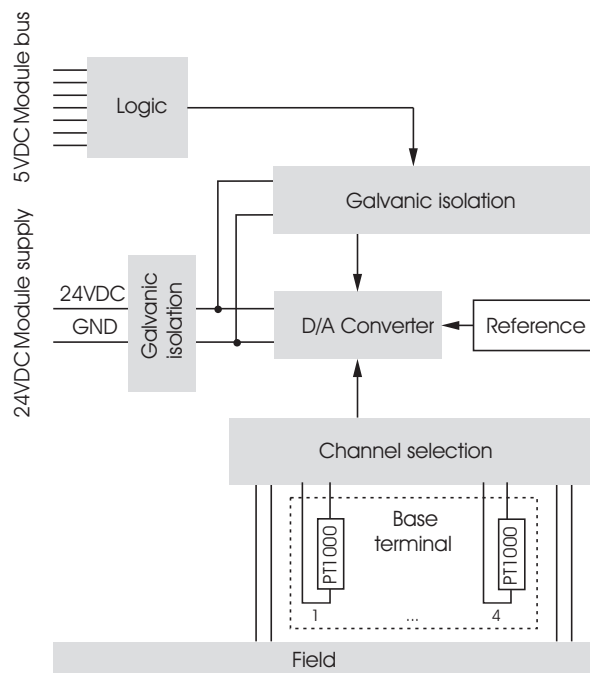 5VDC Module bus
Logic
Galvanic isolation
24VDC Module supply
24VDC
GND
Galvanic
isolation
D/A Converter
Reference
Channel selection
Base
terminal
PT1000
PT1000
1
...
4
Field